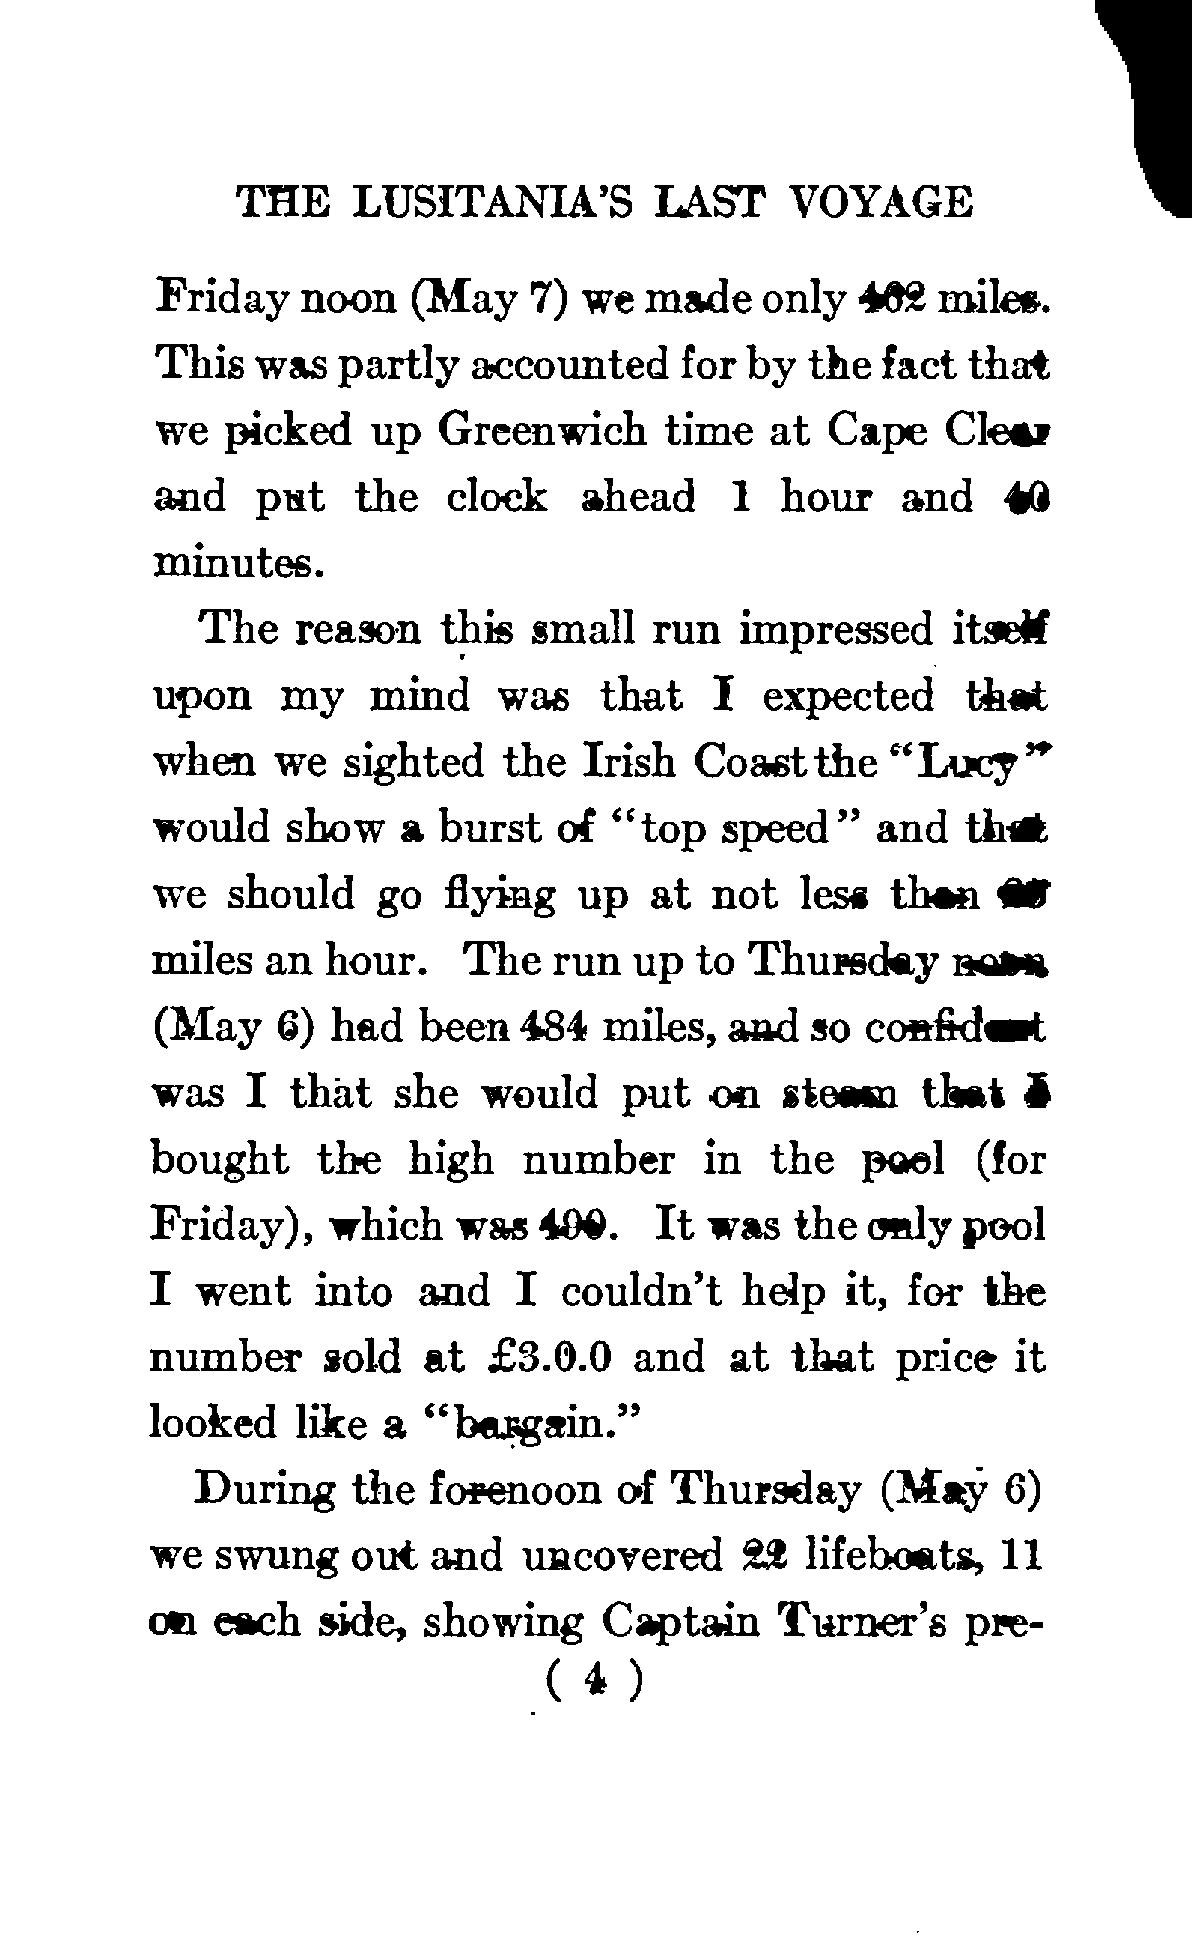 THE LUSITANIA'S LAST VOYAGE
Friday noon (May 7) we made only 462 miles.
This was partly accounted for by the fact that
we picked up Greenwich time at Cape Clear
and put the clock ahead 1 hour and 40
minutes.
The reason this small run impressed itself
upon my mind was that I expected that
when we sighted the Irish Coast the “Lucy”
would show a burst of “top speed” and that
we should go flying up at not less than
miles an hour. The run up to Thursday noon
(May 6) had been 484 miles, and so confident
was I that she would put on steam that I
bought the high number in the pool (for
Friday), which was 499. It was the only pool
I went into and I couldn't help it, for the
number sold at £3.0.0 and at that price it
looked like a “bargain.”
During the forenoon of Thursday (May 6)
we swung out and uncovered 22 lifeboats, 11
on each side, showing Captain Turner's pre-
( 4 )